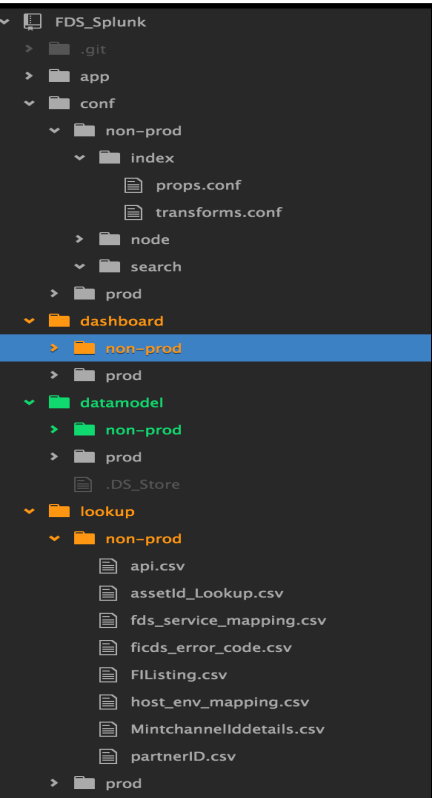 FDS_Splunk
.git
app
conf
non-prod
index
props.conf
transforms.conf
node
search
prod
dashboard
non-prod
prod
datamodel
non-prod
prod
.DS_Store
lookup
non-prod
api.csv
assetId_Lookup.csv
fds_service_mapping.csv
ficds_error_code.csv
FIListing.csv
host_env_mapping.csv
MintchannelIddetails.csv
partnerID.csv
prod